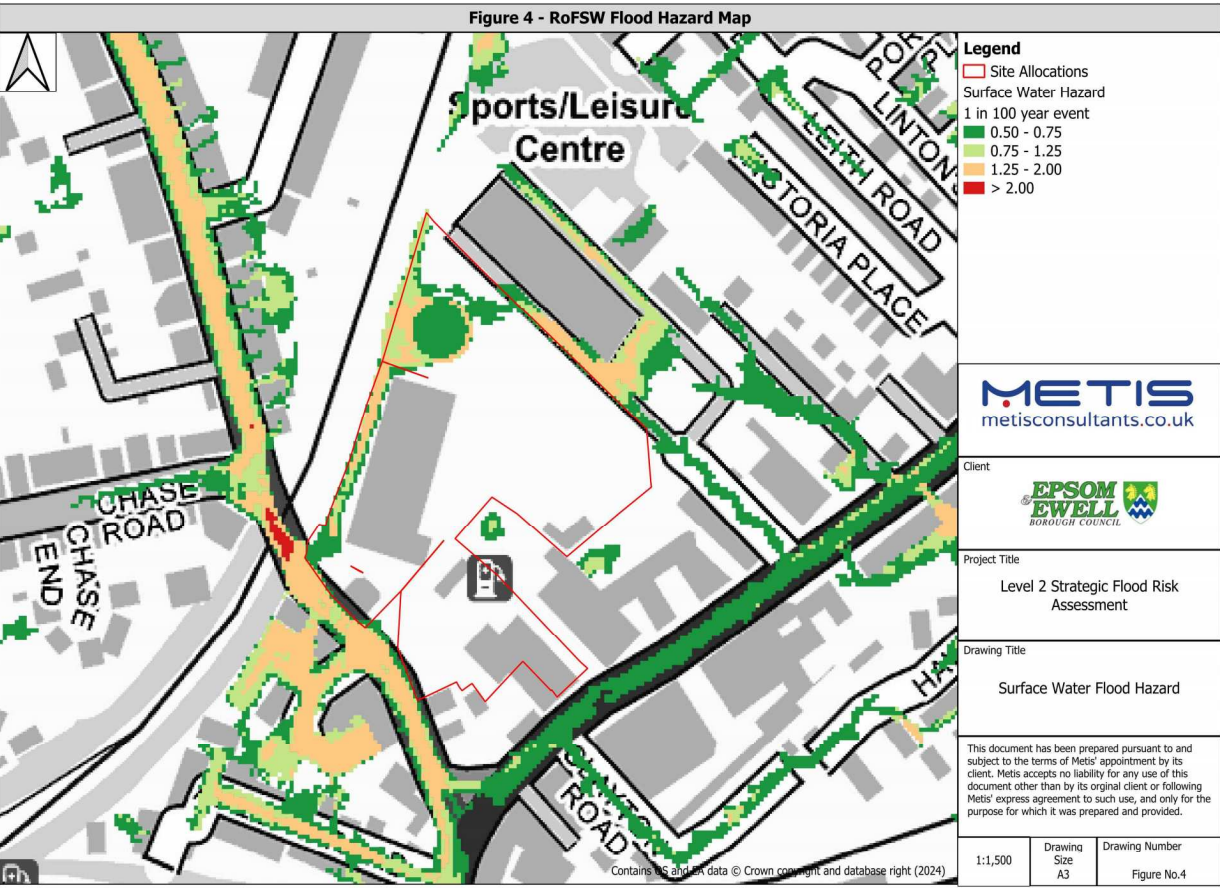 Figure 4 - RoFSW Flood Hazard Map
Sports/Leisure
Centre
POR
PL
LINTONS
LEITH ROAD
VICTORIA PLACE
CHASE
ROAD
CHASE
END
ROAD
HA
Contains OS and EA data © Crown copyright and database right (2024)
Legend
Site Allocations
Surface Water Hazard
1 in 100 year event
0.50 - 0.75
0.75 - 1.25
1.25 - 2.00
> 2.00
METIS
metisconsultants.co.uk
Client
EPSOM
& EWELL
BOROUGH COUNCIL
Project Title
Level 2 Strategic Flood Risk
Assessment
Drawing Title
Surface Water Flood Hazard
This document has been prepared pursuant to and
subject to the terms of Metis' appointment by its
client. Metis accepts no liability for any use of this
document other than by its orginal client or following
Metis' express agreement to such use, and only for the
purpose for which it was prepared and provided.
1:1,500
Drawing
Size
A3
Drawing Number
Figure No.4